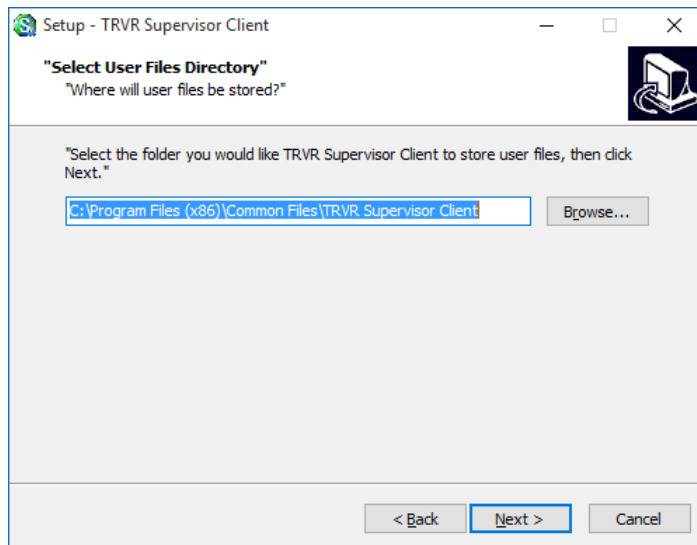 Setup - TRVR Supervisor Client
"Select User Files Directory"
"Where will user files be stored?"
"Select the folder you would like TRVR Supervisor Client to store user files, then click
Next."
C:\Program Files (x86)\Common Files\TRVR Supervisor Client
Browse...
< Back
Next >
Cancel